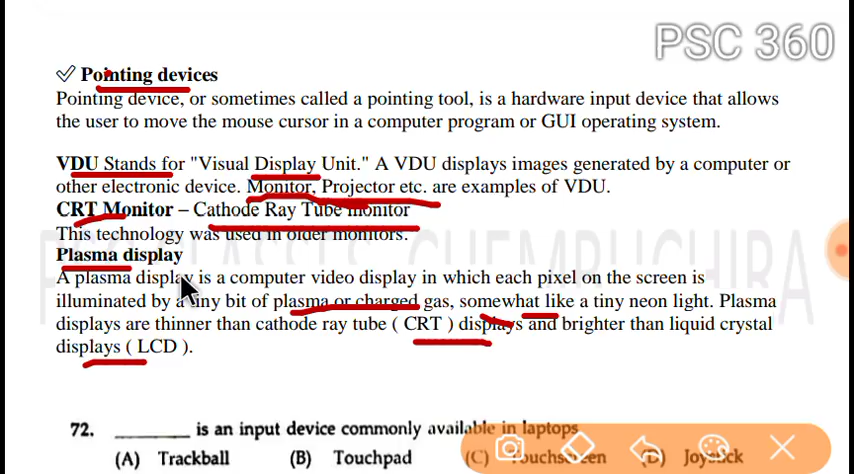 PSC 360
✓ Pointing devices
Pointing device, or sometimes called a pointing tool, is a hardware input device that allows
the user to move the mouse cursor in a computer program or GUI operating system.
VDU Stands for "Visual Display Unit." A VDU displays images generated by a computer or
other electronic device. Monitor, Projector etc. are examples of VDU.
CRT Monitor – Cathode Ray Tube monitor
This technology was used in older monitors.
Plasma display
A plasma display is a computer video display in which each pixel on the screen is
illuminated by a tiny bit of plasma or charged gas, somewhat like a tiny neon light. Plasma
displays are thinner than cathode ray tube ( CRT ) displays and brighter than liquid crystal
displays ( LCD ).
72. ________ is an input device commonly available in laptops
(A) Trackball (B) Touchpad (C) Touchscreen (D) Joystick